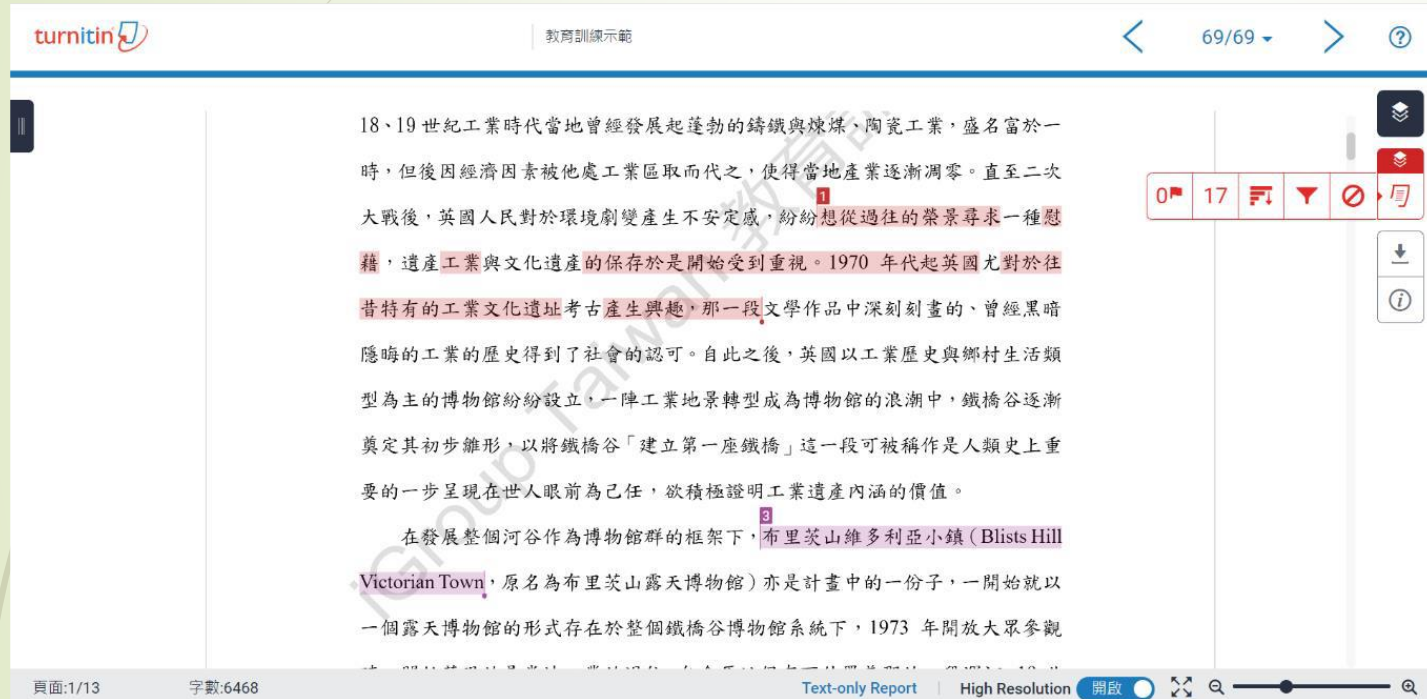 turnitin
教育訓練示範
69/69
18、19 世紀工業時代當地曾經發展起蓬勃的鑄鐵與煉煤、陶瓷工業，盛名富於一
時，但後因經濟因素被他處工業區取而代之，使得當地產業逐漸凋零。直至二次
1
大戰後，英國人民對於環境劇變產生不安定感，紛紛想從過往的榮景尋求一種慰
0 17
藉，遺產工業與文化遺產的保存於是開始受到重視。1970 年代起英國尤對於往
昔特有的工業文化遺址考古產生興趣，那一段文學作品中深刻刻畫的、曾經黑暗
隱晦的工業的歷史得到了社會的認可。自此之後，英國以工業歷史與鄉村生活類
型為主的博物館紛紛設立，一陣工業地景轉型成為博物館的浪潮中，鐵橋谷逐漸
奠定其初步雛形，以將鐵橋谷「建立第一座鐵橋」這一段可被稱作是人類史上重
要的一步呈現在世人眼前為己任，欲積極證明工業遺產內涵的價值。
3
在發展整個河谷作為博物館群的框架下，布里茨山維多利亞小鎮（Blists Hill
Victorian Town，原名為布里茨山露天博物館）亦是計畫中的一份子，一開始就以
一個露天博物館的形式存在於整個鐵橋谷博物館系統下，1973 年開放大眾參觀
iGroup Taiwan 教育訓
頁面:1/13 字數:6468 Text-only Report High Resolution 開啟